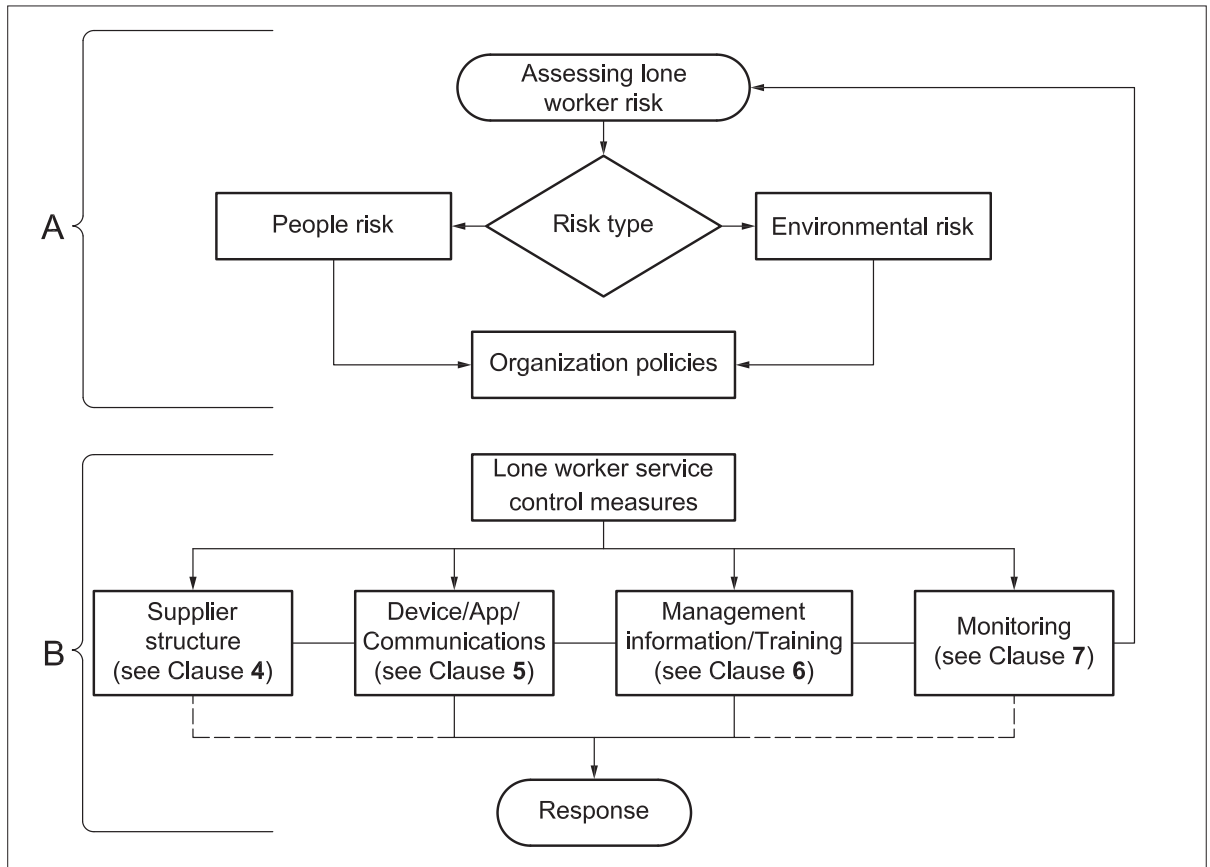 Assessing lone
worker risk
A
People risk
Risk type
Environmental risk
Organization policies
B
Lone worker service
control measures
Supplier
structure
(see Clause 4)
Device/App/
Communications
(see Clause 5)
Management
information/Training
(see Clause 6)
Monitoring
(see Clause 7)
Response